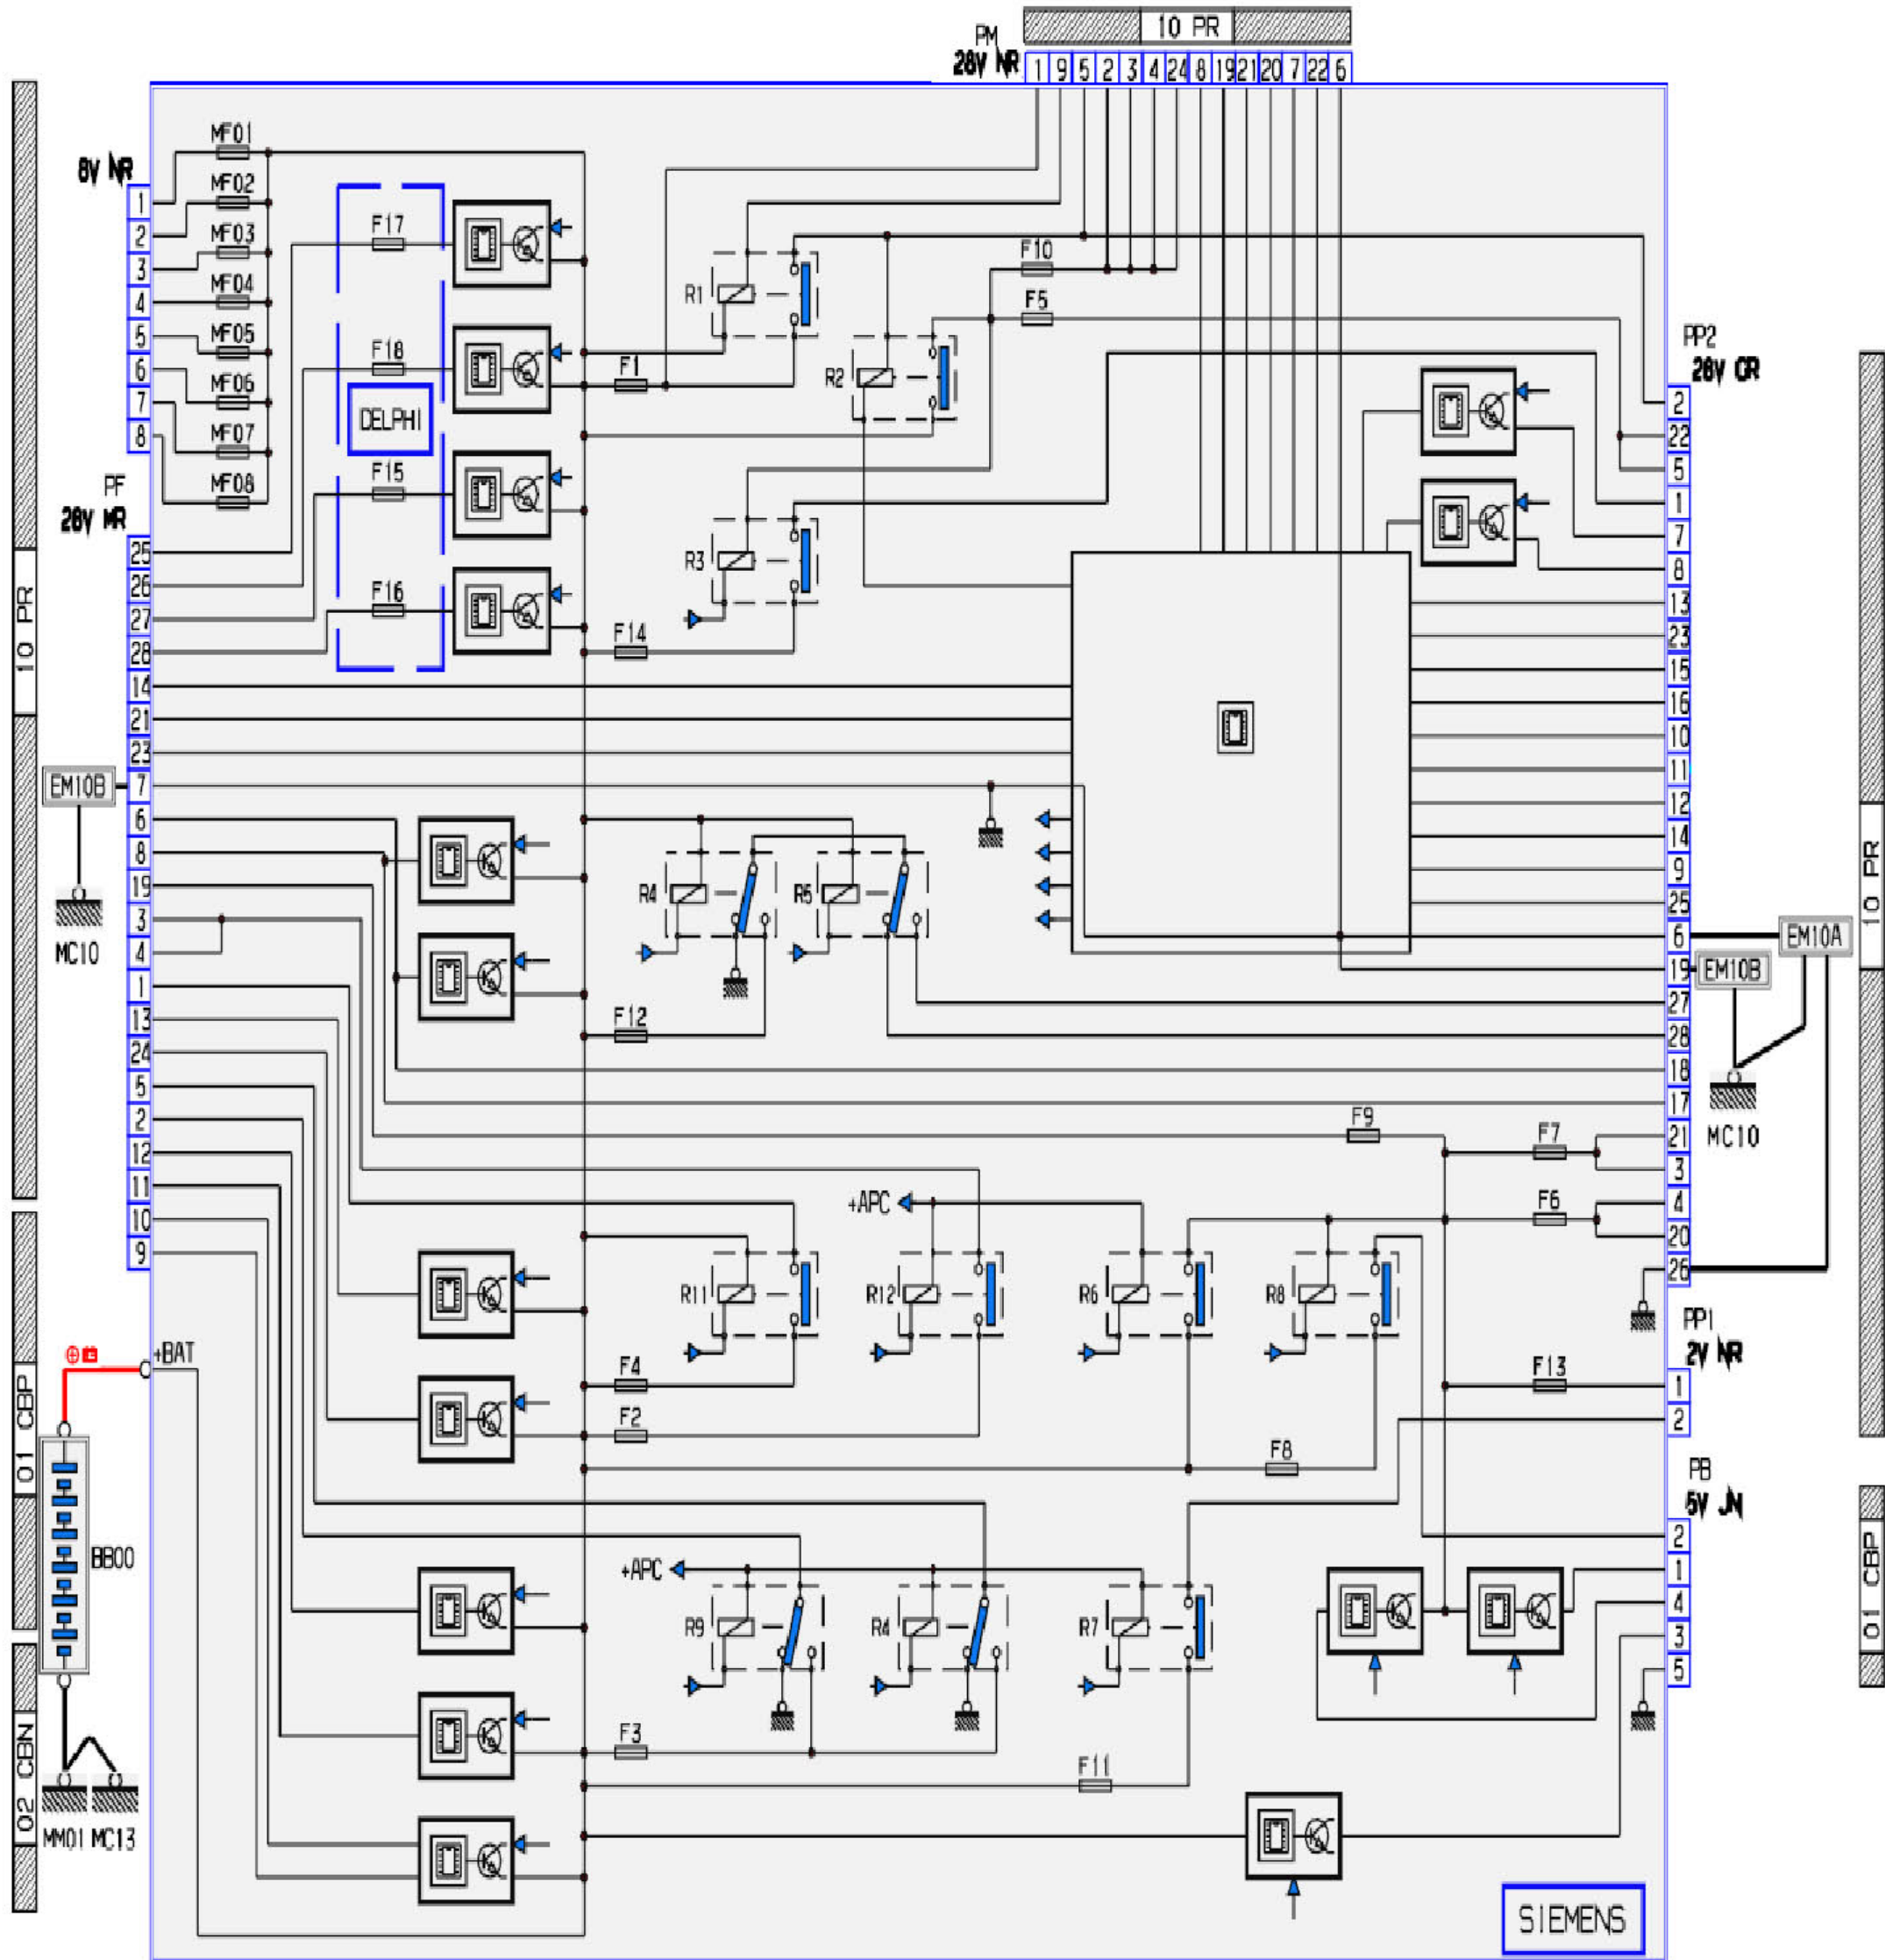 10 PR
PM
28V NR
1 9 5 2 3 4 24 8 19 21 20 7 22 6
8V NR
1
2
3
4
5
6
7
8
MF01
MF02
MF03
MF04
MF05
MF06
MF07
MF08
F17
F18
DELPHI
F15
F16
R1
F1
R2
R3
F14
F10
F5
PP2
28V GR
2
22
5
1
7
8
13
23
15
16
10
11
12
14
9
25
6
19
27
28
18
17
21
3
4
20
26
PF
28V MR
25
26
27
28
14
21
23
7
6
8
19
3
4
1
13
24
5
2
12
11
10
9
10 PR
EM10B
MC10
R4
R5
F12
EM10A
EM10B
MC10
10 PR
F9
F7
F6
+APC
R11
R12
R6
R8
F4
F2
F8
F13
PP1
2V NR
1
2
PB
5V JN
2
1
4
3
5
01 CBP
+BAT
01 CBP
BB00
02 CBN
MM01 MC13
+APC
R9
R4
R7
F3
F11
SIEMENS